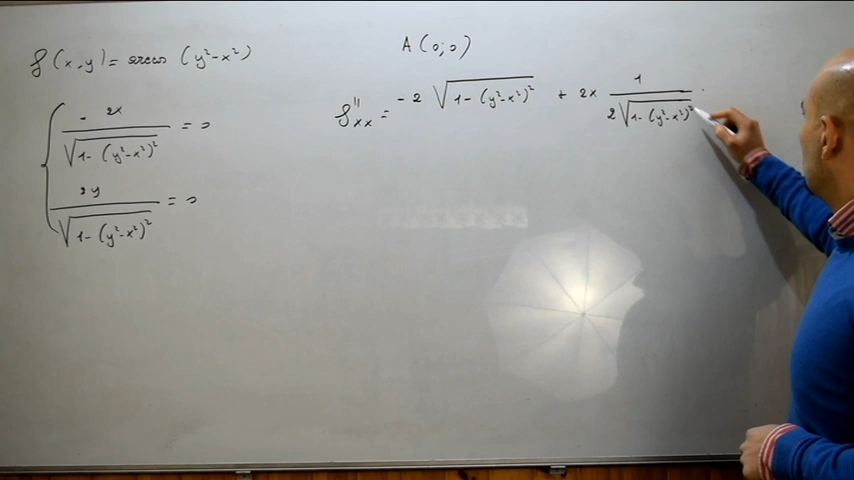 f(x,y) = arcsen (y²-x²)
A(0;0)
{ -2x / √(1-(y²-x²)²) = 0
2y / √(1-(y²-x²)²) = 0
f''xx = -2 √(1-(y²-x²)²) + 2x 1 / 2√(1-(y²-x²)²) ·